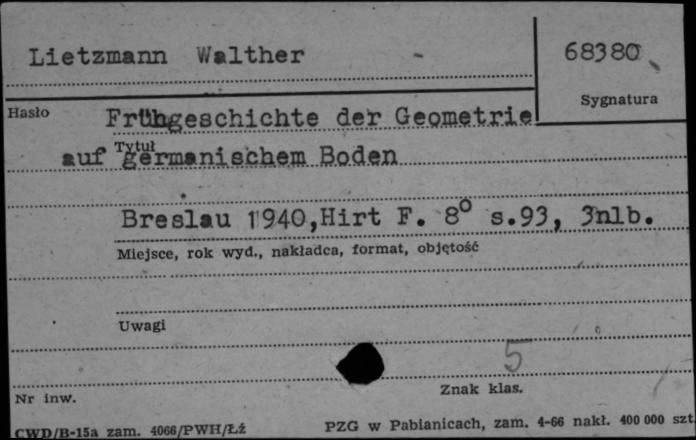 Lietzmann Walther
68380
Sygnatura
Hasło
Frühgeschichte der Geometrie
Tytuł
auf germanischem Boden
Breslau 1940,Hirt F. 8° s.93, 3nlb.
Miejsce, rok wyd., nakładca, format, objętość
Uwagi
5
Nr inw.
Znak klas.
CWD/B-15a zam. 4066/PWH/Łź
PZG w Pabianicach, zam. 4-66 nakł. 400 000 szt